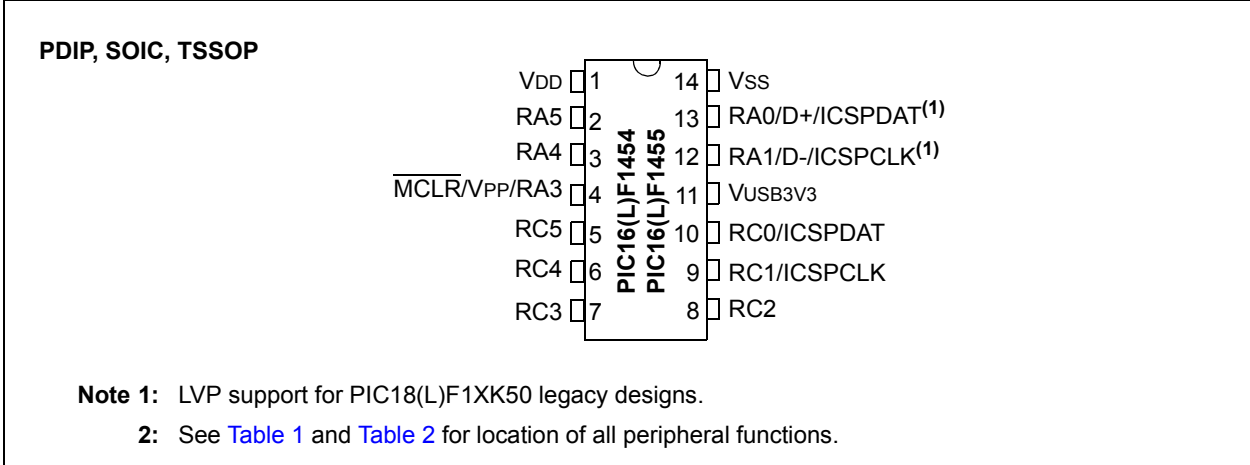 PDIP, SOIC, TSSOP
VDD 1 14 VSS
RA5 2 13 RA0/D+/ICSPDAT(1)
RA4 3 12 RA1/D-/ICSPCLK(1)
MCLR/VPP/RA3 4 11 VUSB3V3
RC5 5 10 RC0/ICSPDAT
RC4 6 9 RC1/ICSPCLK
RC3 7 8 RC2
PIC16(L)F1454
PIC16(L)F1455
Note 1: LVP support for PIC18(L)F1XK50 legacy designs.
2: See Table 1 and Table 2 for location of all peripheral functions.